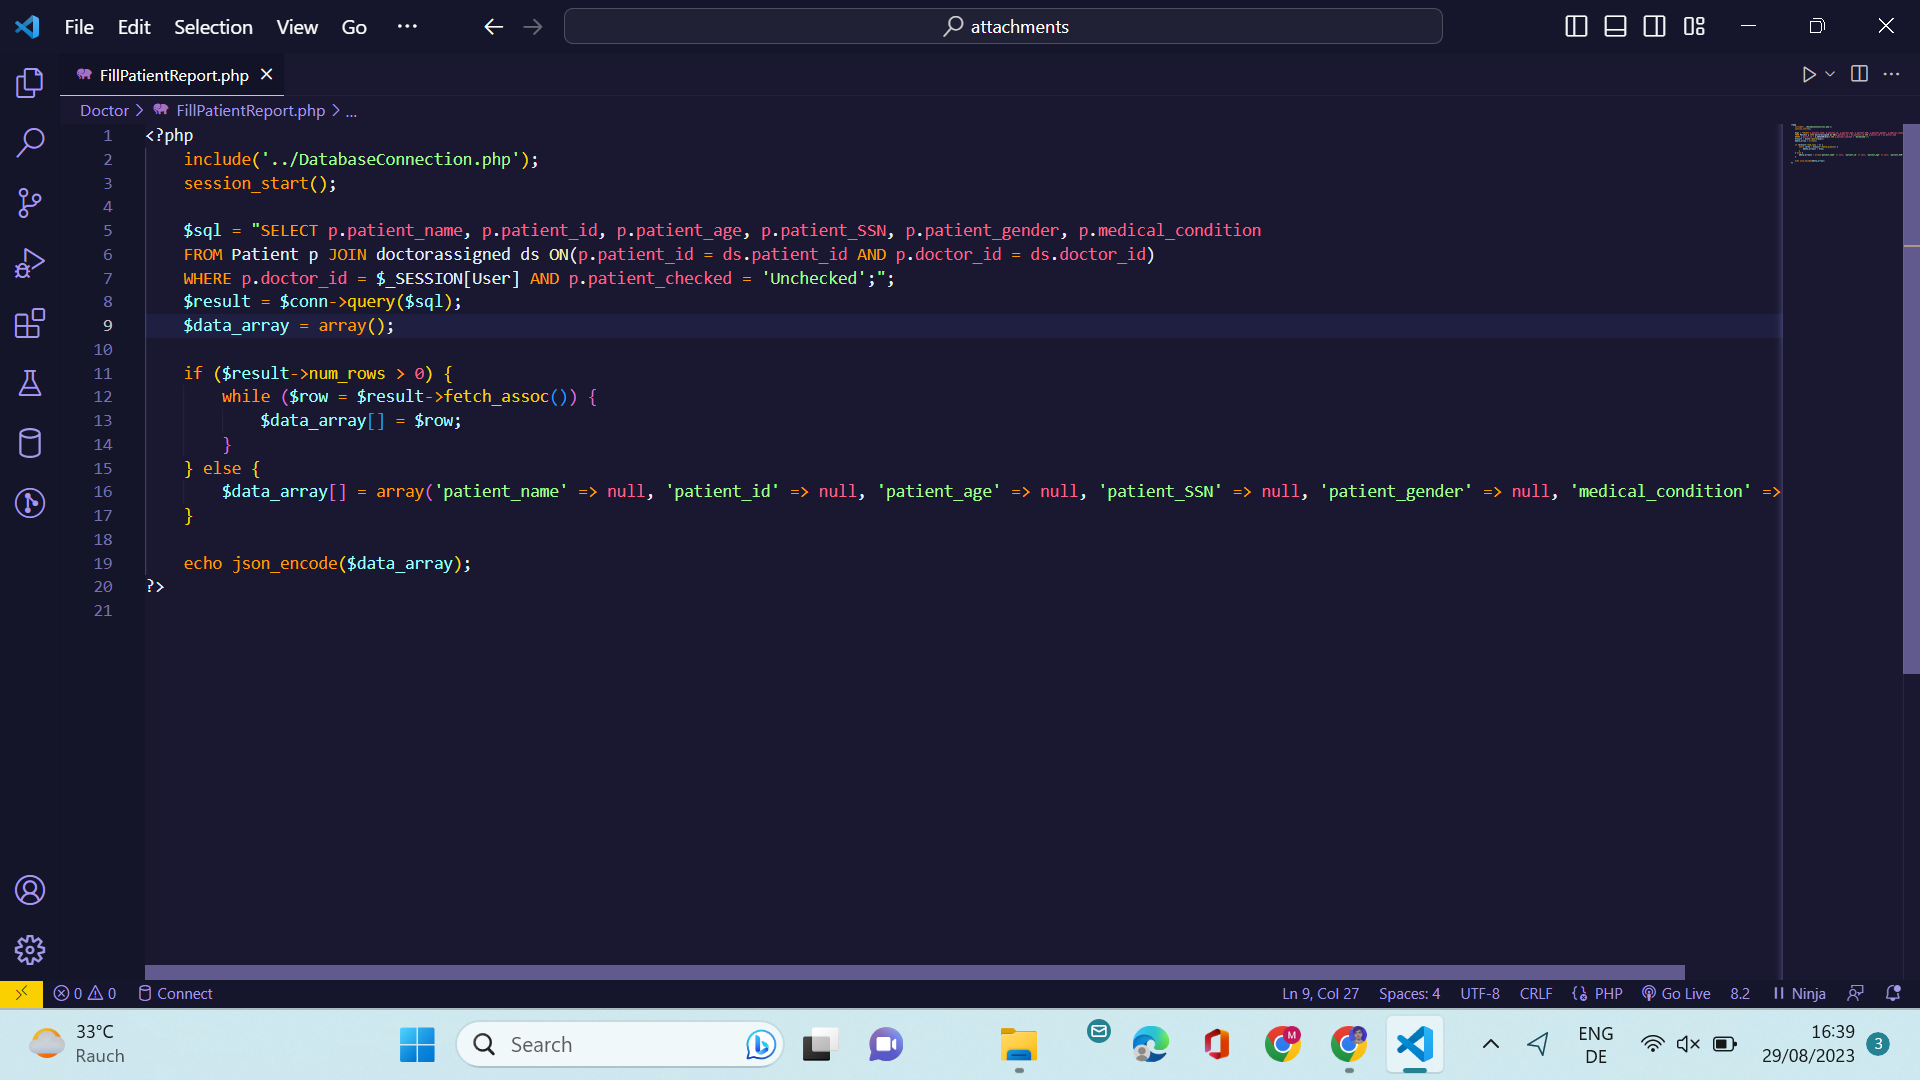 File Edit Selection View Go ··· attachments
FillPatientReport.php
Doctor > FillPatientReport.php > ...
1 <?php
2 include('../DatabaseConnection.php');
3 session_start();
4
5 $sql = "SELECT p.patient_name, p.patient_id, p.patient_age, p.patient_SSN, p.patient_gender, p.medical_condition
6 FROM Patient p JOIN doctorassigned ds ON(p.patient_id = ds.patient_id AND p.doctor_id = ds.doctor_id)
7 WHERE p.doctor_id = $_SESSION[User] AND p.patient_checked = 'Unchecked';";
8 $result = $conn->query($sql);
9 $data_array = array();
10
11 if ($result->num_rows > 0) {
12 while ($row = $result->fetch_assoc()) {
13 $data_array[] = $row;
14 }
15 } else {
16 $data_array[] = array('patient_name' => null, 'patient_id' => null, 'patient_age' => null, 'patient_SSN' => null, 'patient_gender' => null, 'medical_condition' =>
17 }
18
19 echo json_encode($data_array);
20 ?>
21
0 0 Connect Ln 9, Col 27 Spaces: 4 UTF-8 CRLF {} PHP Go Live 8.2 Ninja
33°C
Rauch
Search
M
ENG
DE
16:39
29/08/2023
3